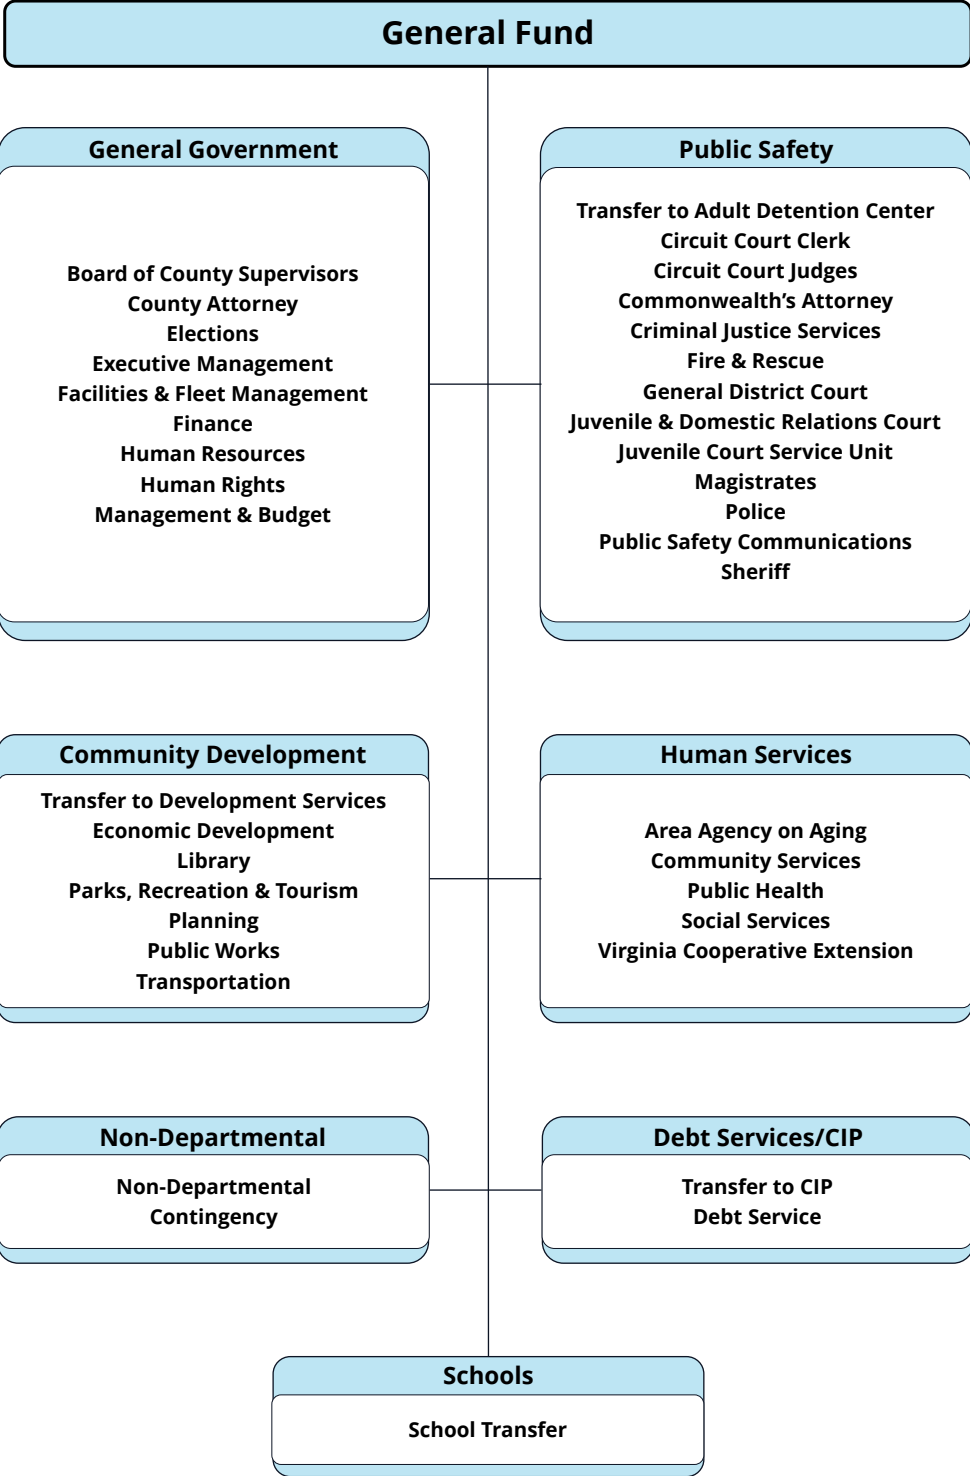 General Fund
General Government
Board of County Supervisors
County Attorney
Elections
Executive Management
Facilities & Fleet Management
Finance
Human Resources
Human Rights
Management & Budget
Public Safety
Transfer to Adult Detention Center
Circuit Court Clerk
Circuit Court Judges
Commonwealth’s Attorney
Criminal Justice Services
Fire & Rescue
General District Court
Juvenile & Domestic Relations Court
Juvenile Court Service Unit
Magistrates
Police
Public Safety Communications
Sheriff
Community Development
Transfer to Development Services
Economic Development
Library
Parks, Recreation & Tourism
Planning
Public Works
Transportation
Human Services
Area Agency on Aging
Community Services
Public Health
Social Services
Virginia Cooperative Extension
Non-Departmental
Non-Departmental
Contingency
Debt Services/CIP
Transfer to CIP
Debt Service
Schools
School Transfer